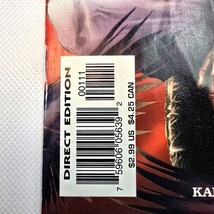 DIRECT EDITION
00111
7 59606 05639 2
$2.99 US $4.25 CAN
KA